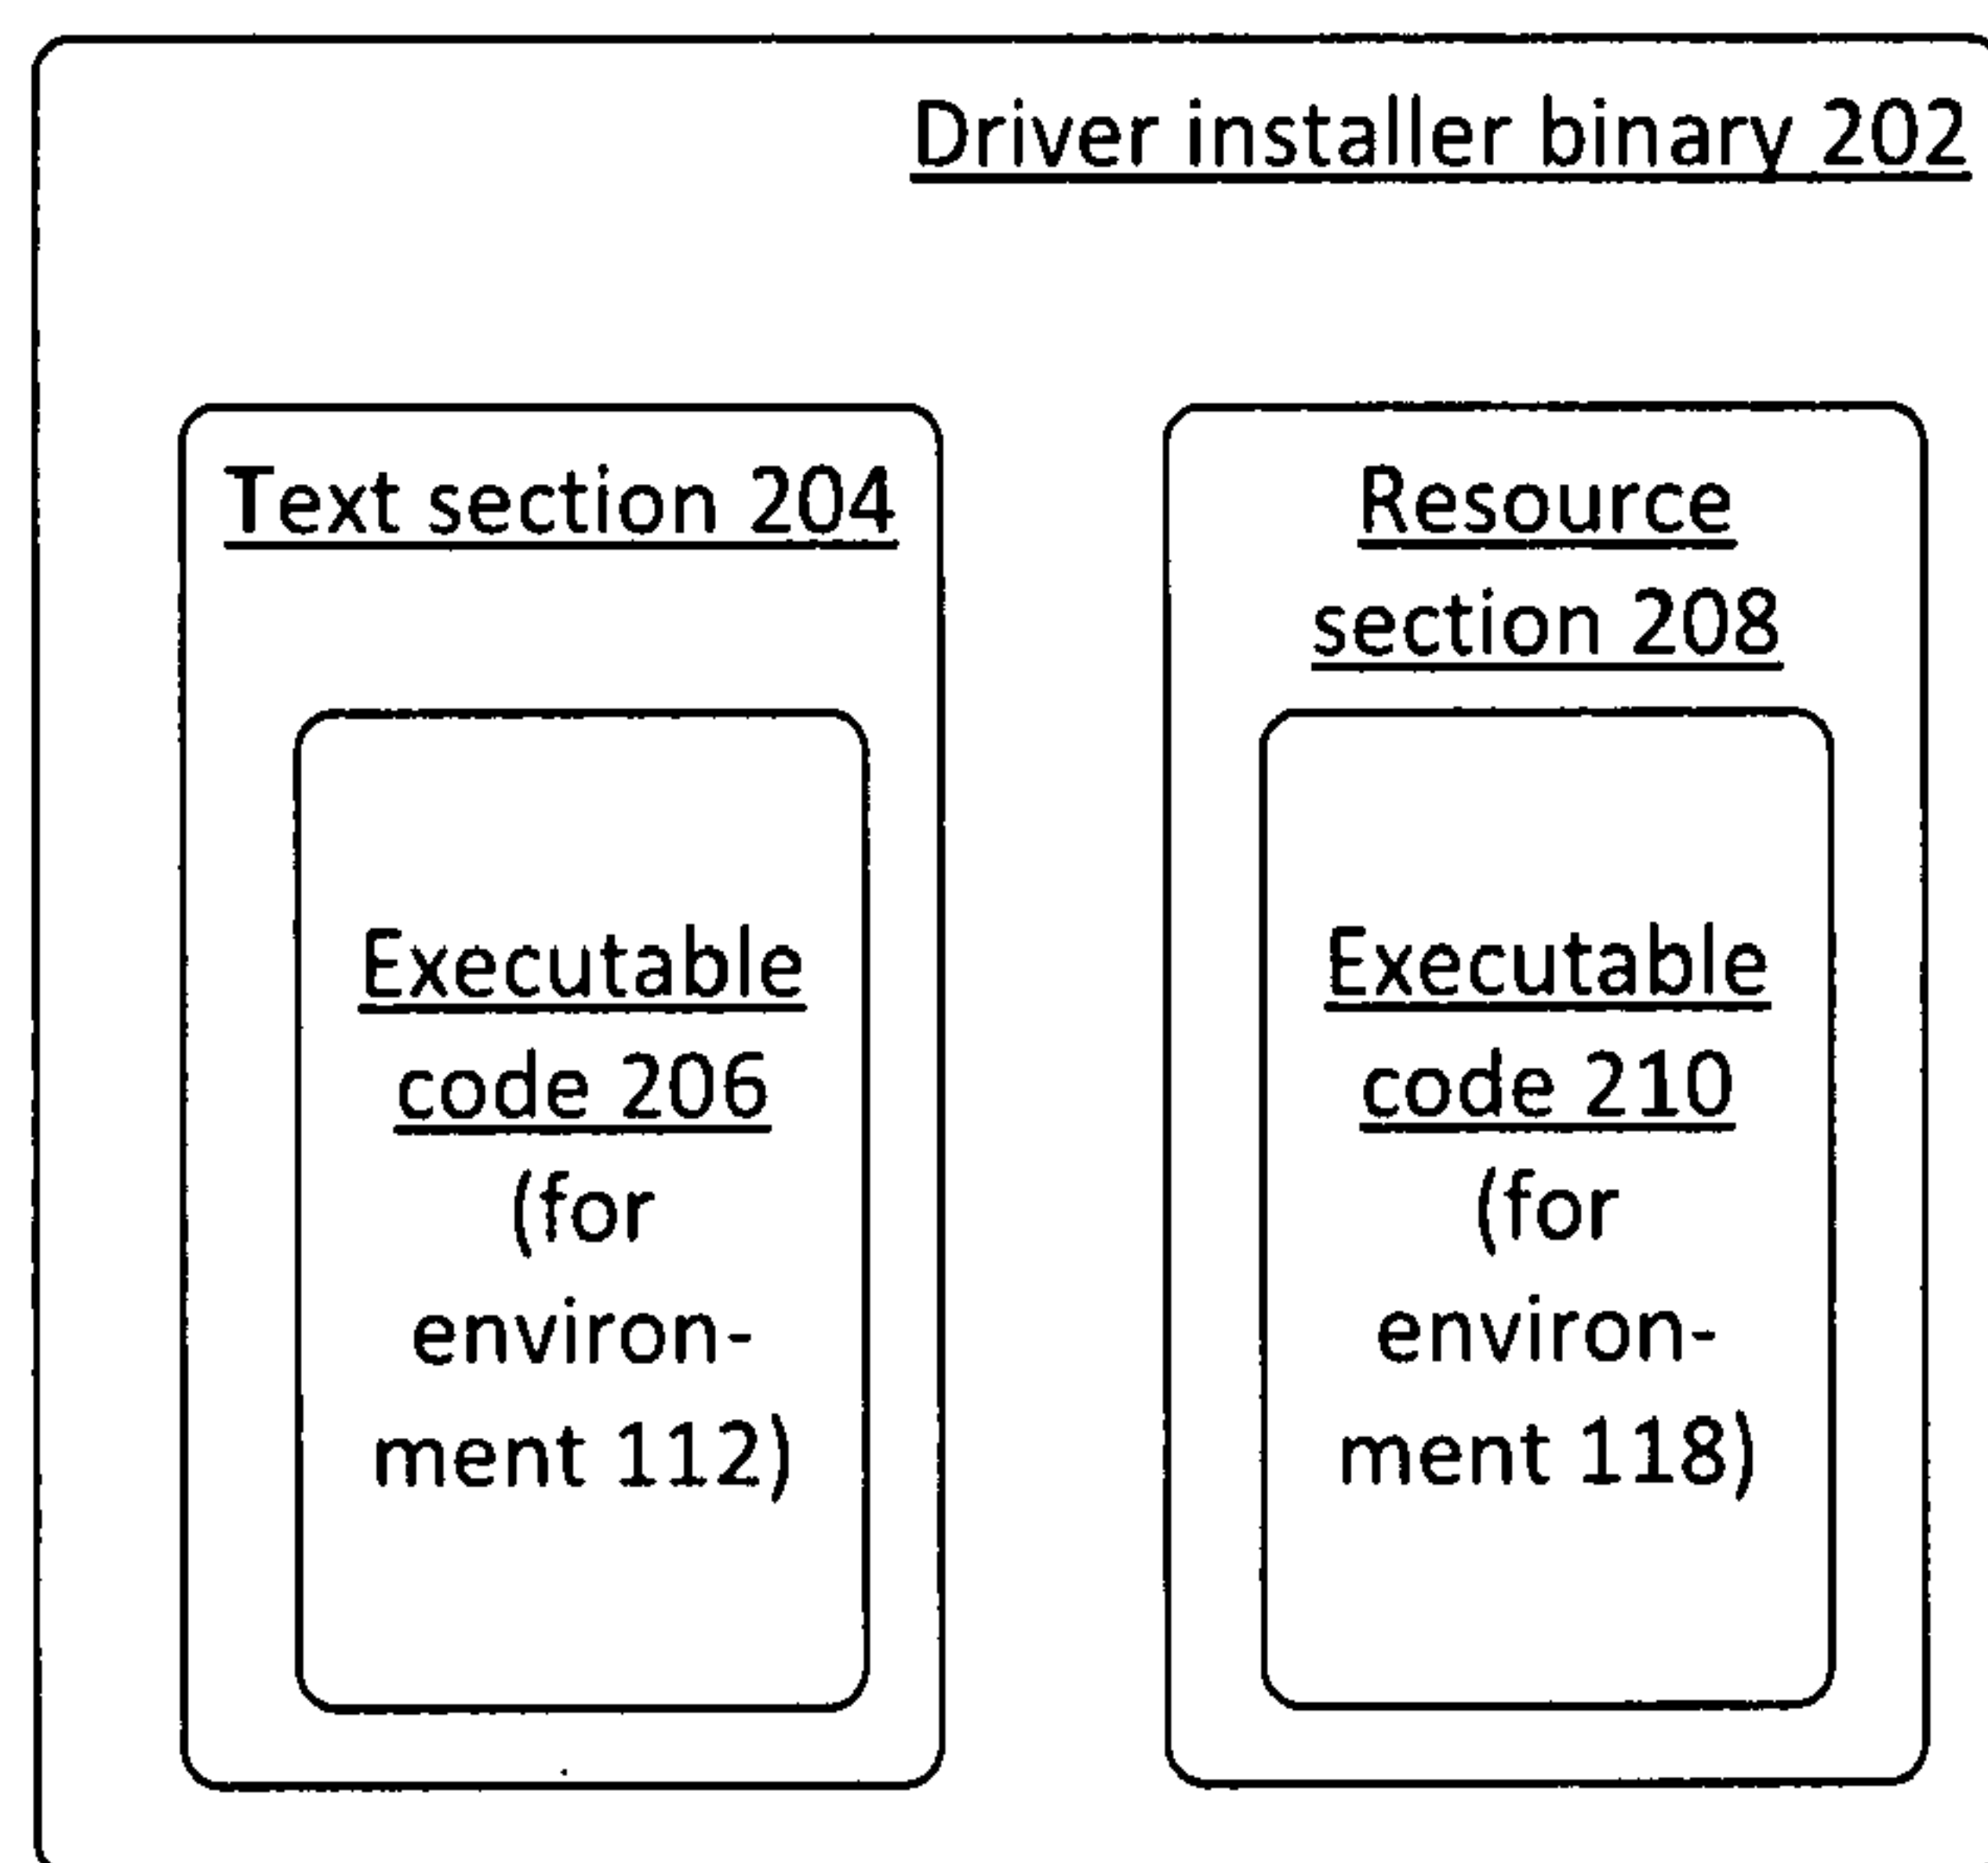 Driver installer binary 202
Text section 204
Executable
code 206
(for
environ-
ment 112)
Resource
section 208
Executable
code 210
(for
environ-
ment 118)